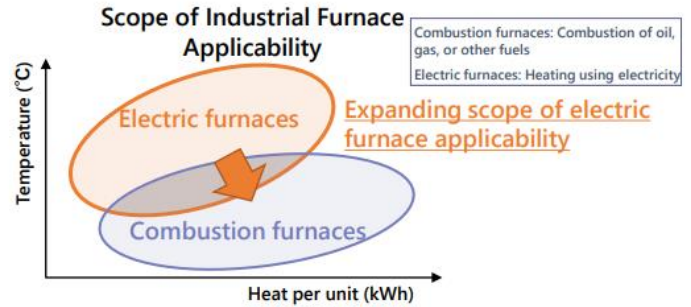 Scope of Industrial Furnace
Applicability
Combustion furnaces: Combustion of oil,
gas, or other fuels
Electric furnaces: Heating using electricity
Temperature (℃)
Electric furnaces
Expanding scope of electric
furnace applicability
Combustion furnaces
Heat per unit (kWh)